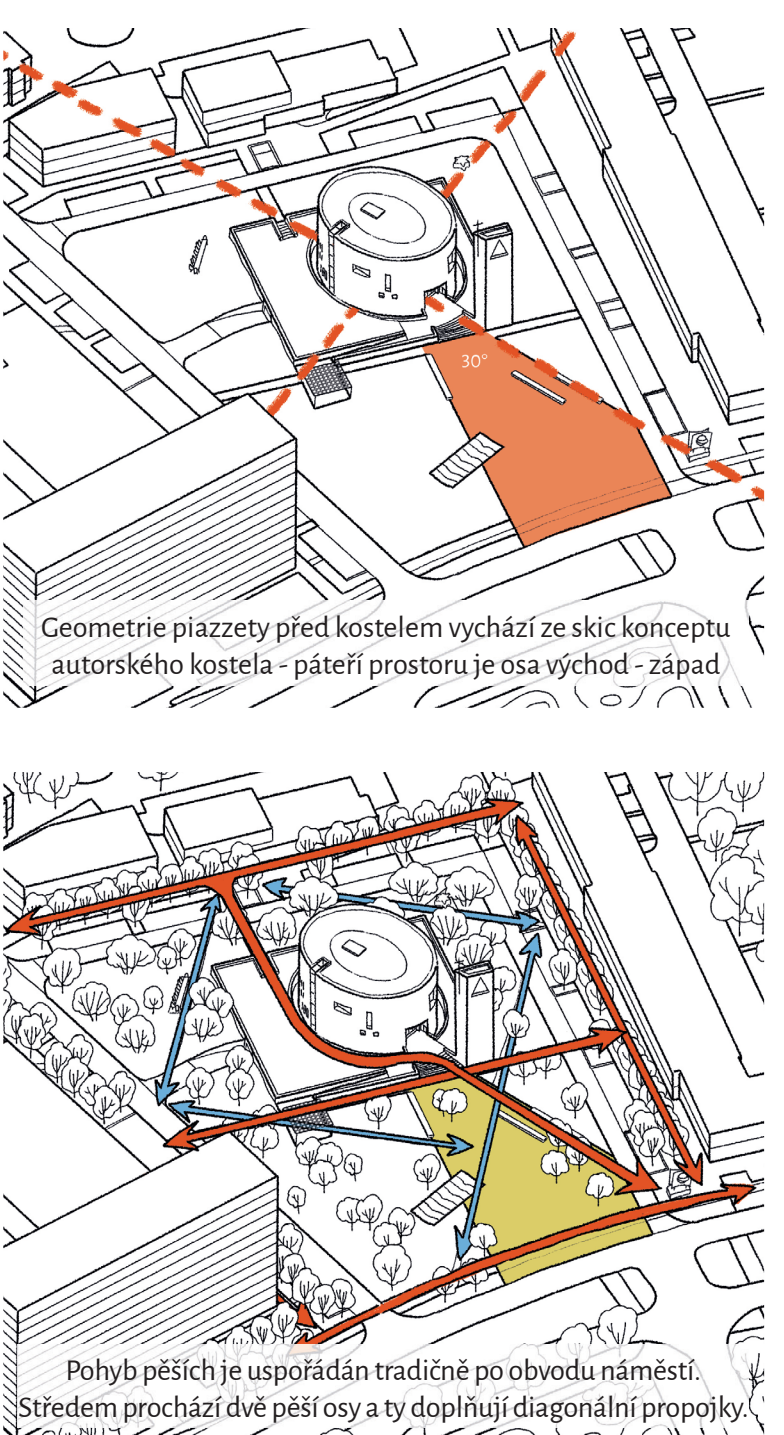 30°
Geometrie piazzety před kostelem vychází ze skic konceptu
autorského kostela - páteří prostoru je osa východ - západ
Pohyb pěších je uspořádán tradičně po obvodu náměstí.
Středem prochází dvě pěší osy a ty doplňují diagonální propojky.